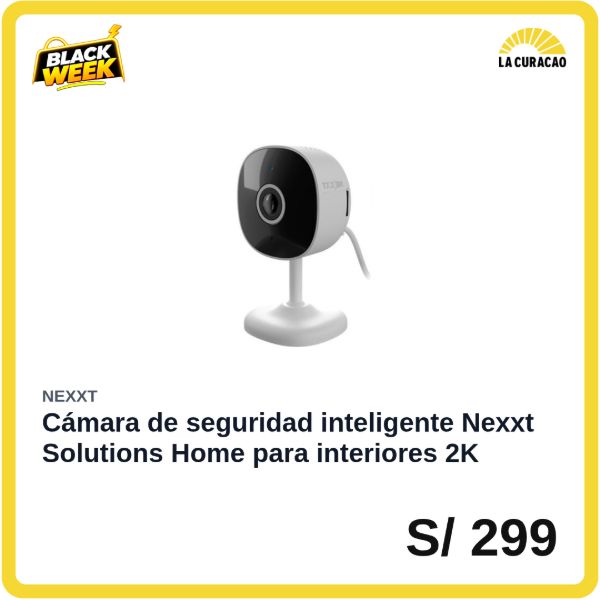 BLACK
WEEK
LA CURACAO
NEXXT
Cámara de seguridad inteligente Nexxt
Solutions Home para interiores 2K
S/ 299